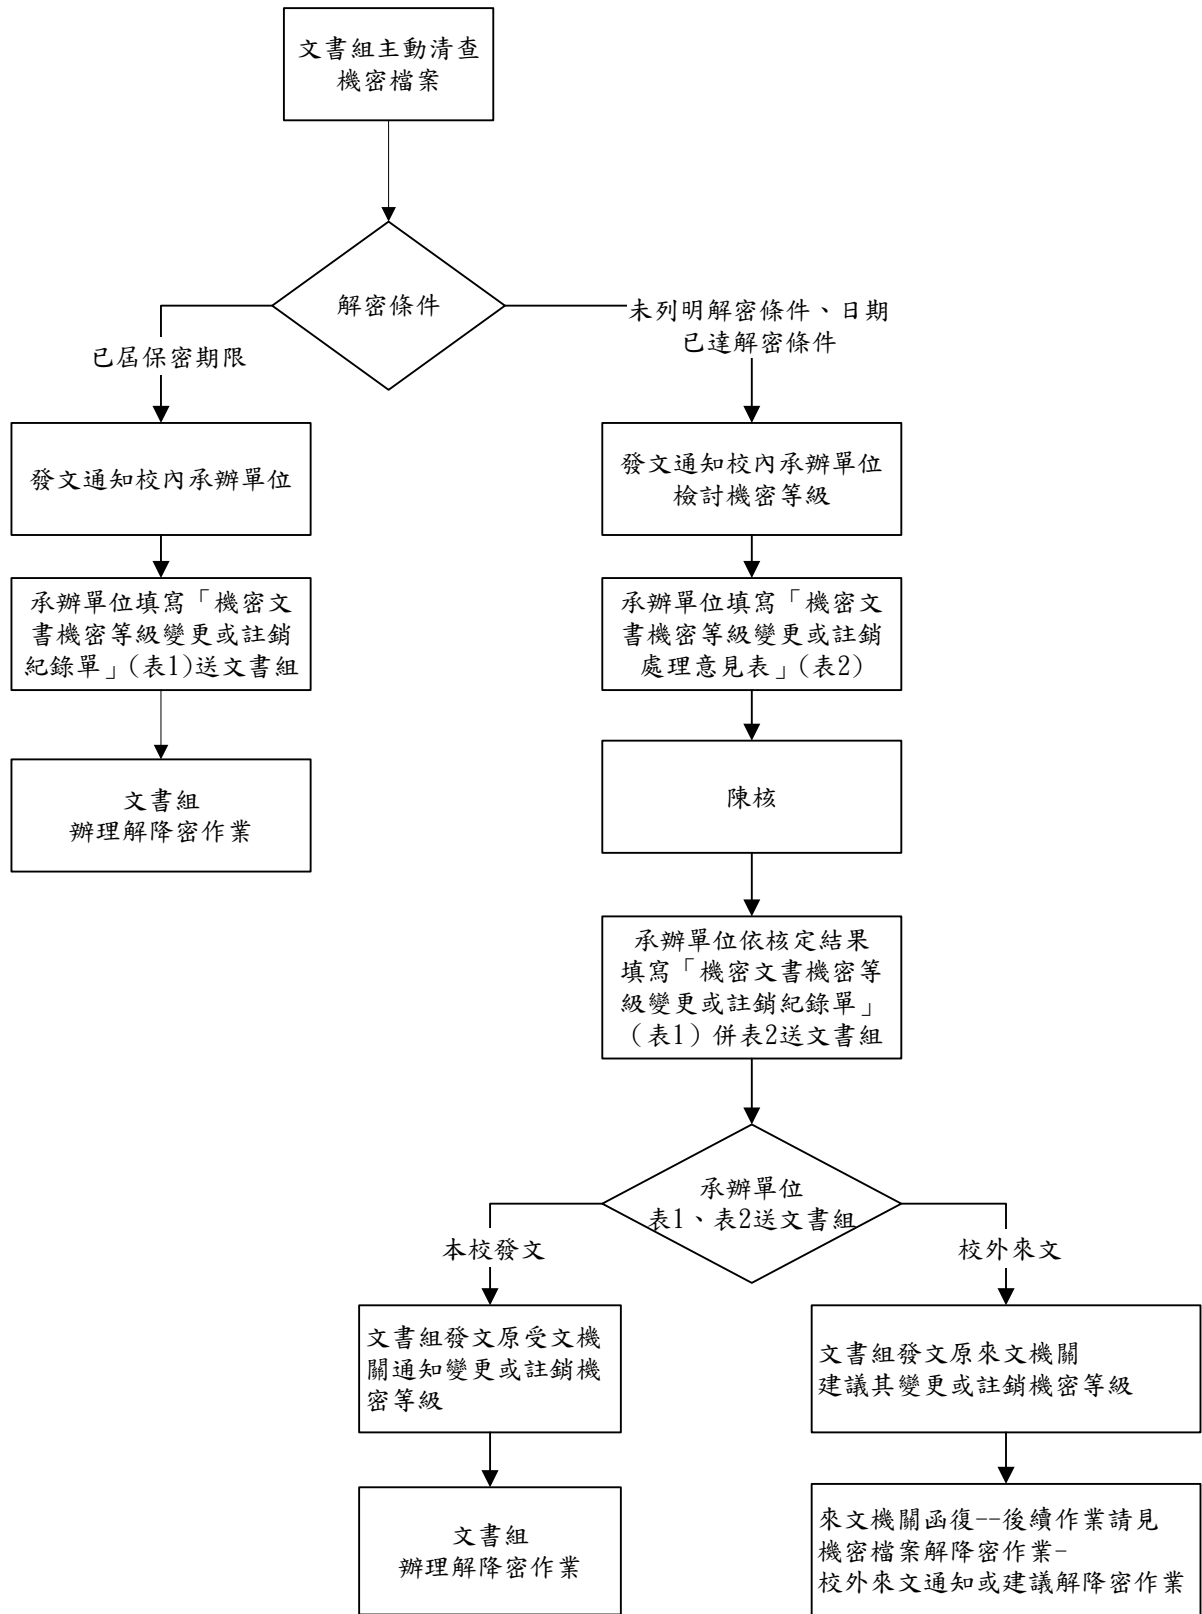 文書組主動清查
機密檔案
解密條件
已屆保密期限
未列明解密條件、日期
已達解密條件
發文通知校內承辦單位
發文通知校內承辦單位
檢討機密等級
承辦單位填寫「機密文
書機密等級變更或註銷
紀錄單」(表1)送文書組
承辦單位填寫「機密文
書機密等級變更或註銷
處理意見表」(表2)
文書組
辦理解降密作業
陳核
承辦單位依核定結果
填寫「機密文書機密等
級變更或註銷紀錄單」
（表1）併表2送文書組
承辦單位
表1、表2送文書組
本校發文
校外來文
文書組發文原受文機
關通知變更或註銷機
密等級
文書組發文原來文機關
建議其變更或註銷機密等級
文書組
辦理解降密作業
來文機關函復--後續作業請見
機密檔案解降密作業-
校外來文通知或建議解降密作業